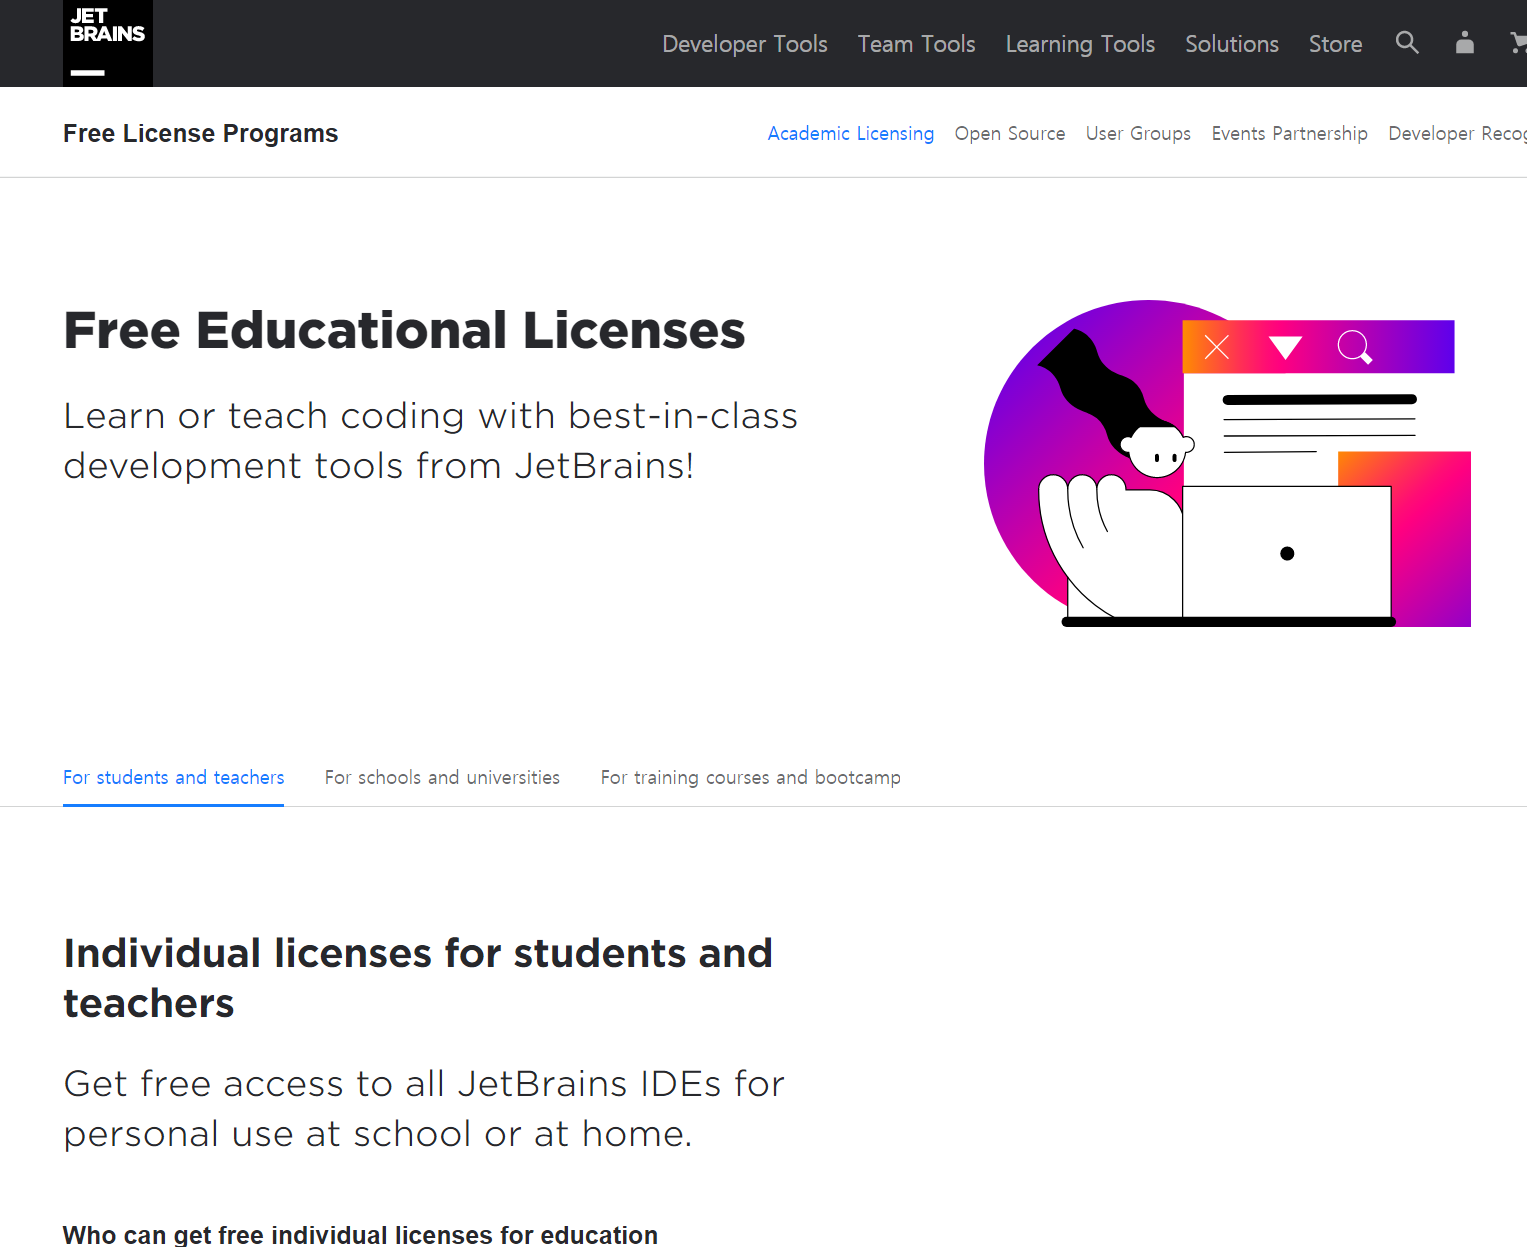 JET
BRAINS
Developer Tools Team Tools Learning Tools Solutions Store
Free License Programs
Academic Licensing Open Source User Groups Events Partnership Developer Recog
Free Educational Licenses
Learn or teach coding with best-in-class
development tools from JetBrains!
For students and teachers For schools and universities For training courses and bootcamp
Individual licenses for students and
teachers
Get free access to all JetBrains IDEs for
personal use at school or at home.
Who can get free individual licenses for education